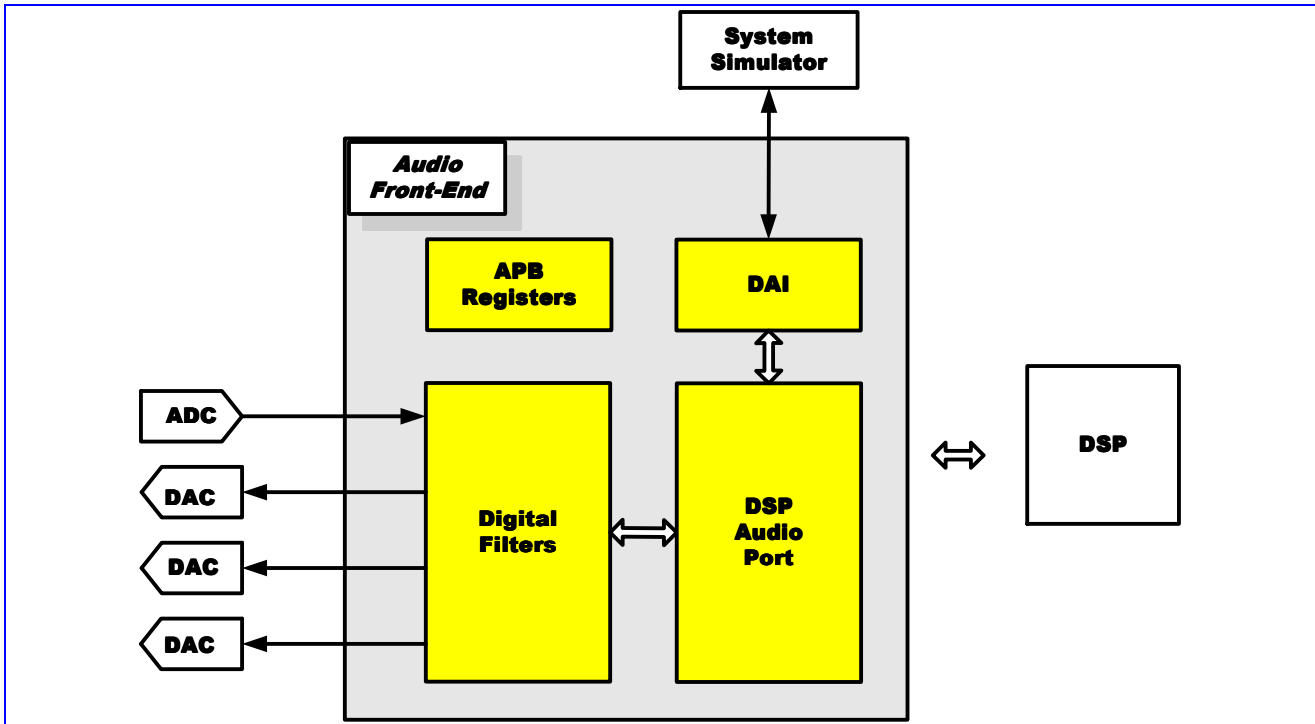 System
Simulator
Audio
Front-End
APB
Registers
DAI
ADC
DAC
DAC
DAC
Digital
Filters
DSP
Audio
Port
DSP